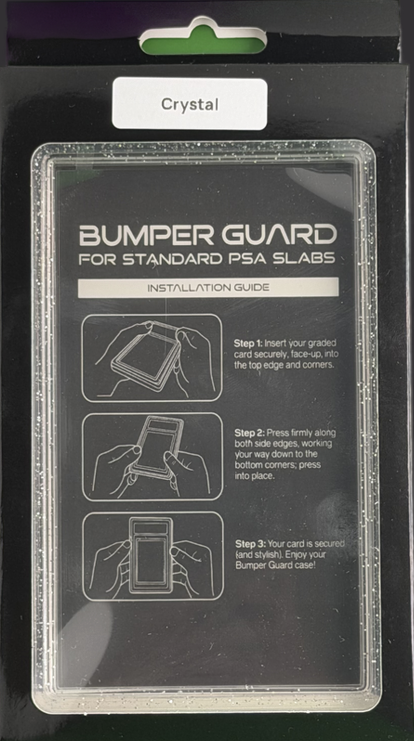 Crystal
BUMPER GUARD
FOR STANDARD PSA SLABS
INSTALLATION GUIDE
Step 1: Insert your graded
card securely, face-up, into
the top edge and corners.
Step 2: Press firmly along
both side edges, working
your way down to the
bottom corners; press
into place.
Step 3: Your card is secured
(and stylish). Enjoy your
Bumper Guard case!